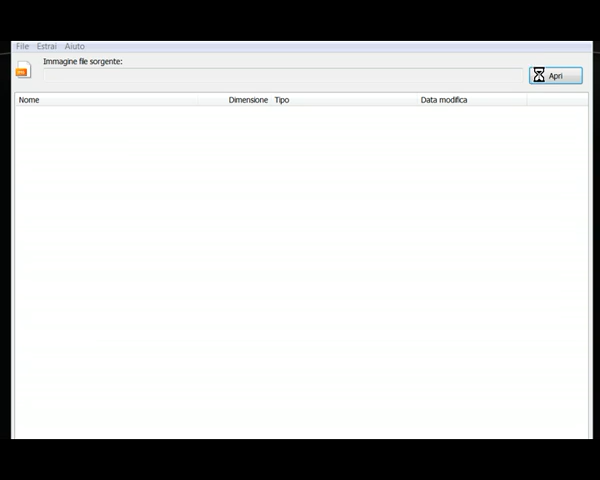 File Estrai Aiuto
Immagine file sorgente:
Apri
Nome Dimensione Tipo Data modifica